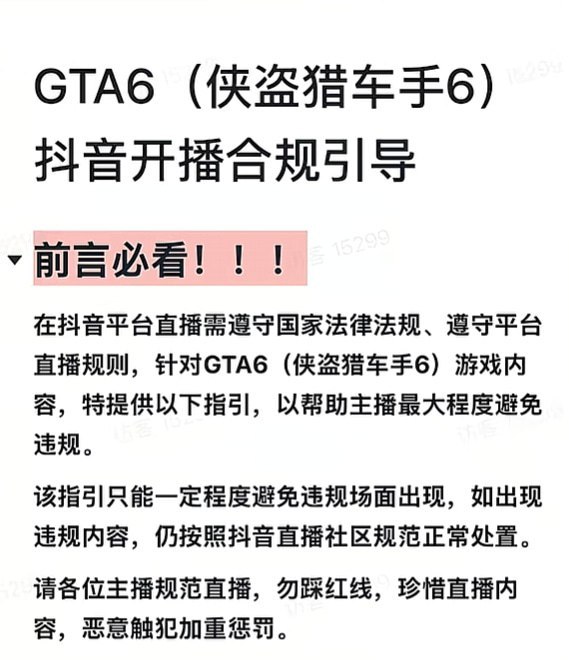 GTA6（侠盗猎车手6）
抖音开播合规引导
前言必看！！！
在抖音平台直播需遵守国家法律法规、遵守平台
直播规则，针对GTA6（侠盗猎车手6）游戏内
容，特提供以下指引，以帮助主播最大程度避免
违规。
该指引只能一定程度避免违规场面出现，如出现
违规内容，仍按照抖音直播社区规范正常处置。
请各位主播规范直播，勿踩红线，珍惜直播内
容，恶意触犯加重惩罚。